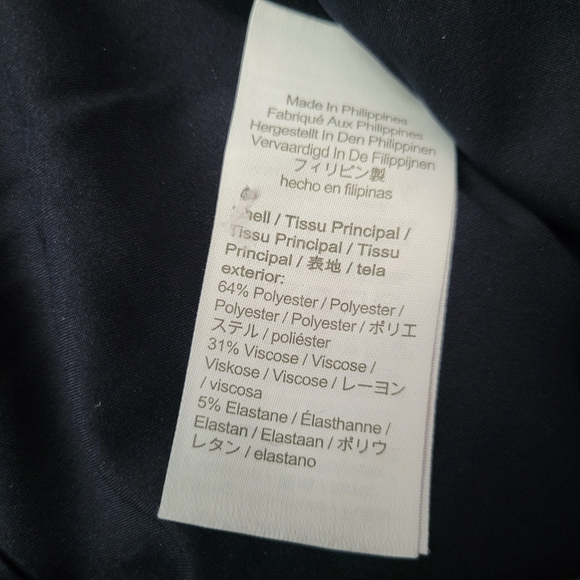 Made In Philippines
Fabriqué Aux Philippines
Hergestellt In Den Philippinen
Vervaardigd In De Filippijnen
フィリピン製
hecho en filipinas
/ Tissu Principal /
Tissu Principal / Tissu
Principal / 表地 / tela
exterior:
64% Polyester / Polyester /
Polyester / Polyester / ポリエ
ステル / poliéster
31% Viscose / Viscose /
Viskose / Viscose / レーヨン
/ viscosa
5% Elastane / Élasthanne /
Elastan / Elastaan / ポリウ
レタン / elastano